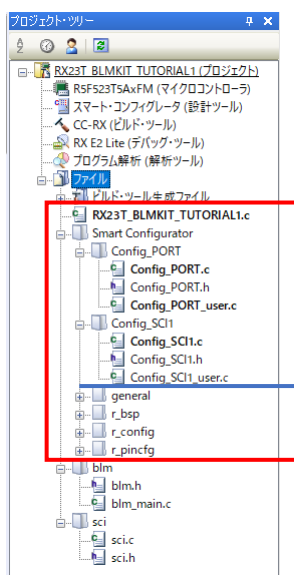 プロジェクト・ツリー
RX23T_BLMKIT_TUTORIAL1 (プロジェクト)
R5F523T5AxFM (マイクロコントローラ)
スマート・コンフィグレータ (設計ツール)
CC-RX (ビルド・ツール)
RX E2 Lite (デバッグ・ツール)
プログラム解析 (解析ツール)
ファイル
ビルド・ツール生成ファイル
RX23T_BLMKIT_TUTORIAL1.c
Smart Configurator
Config_PORT
Config_PORT.c
Config_PORT.h
Config_PORT_user.c
Config_SCI1
Config_SCI1.c
Config_SCI1.h
Config_SCI1_user.c
general
r_bsp
r_config
r_pincfg
blm
blm.h
blm_main.c
sci
sci.c
sci.h